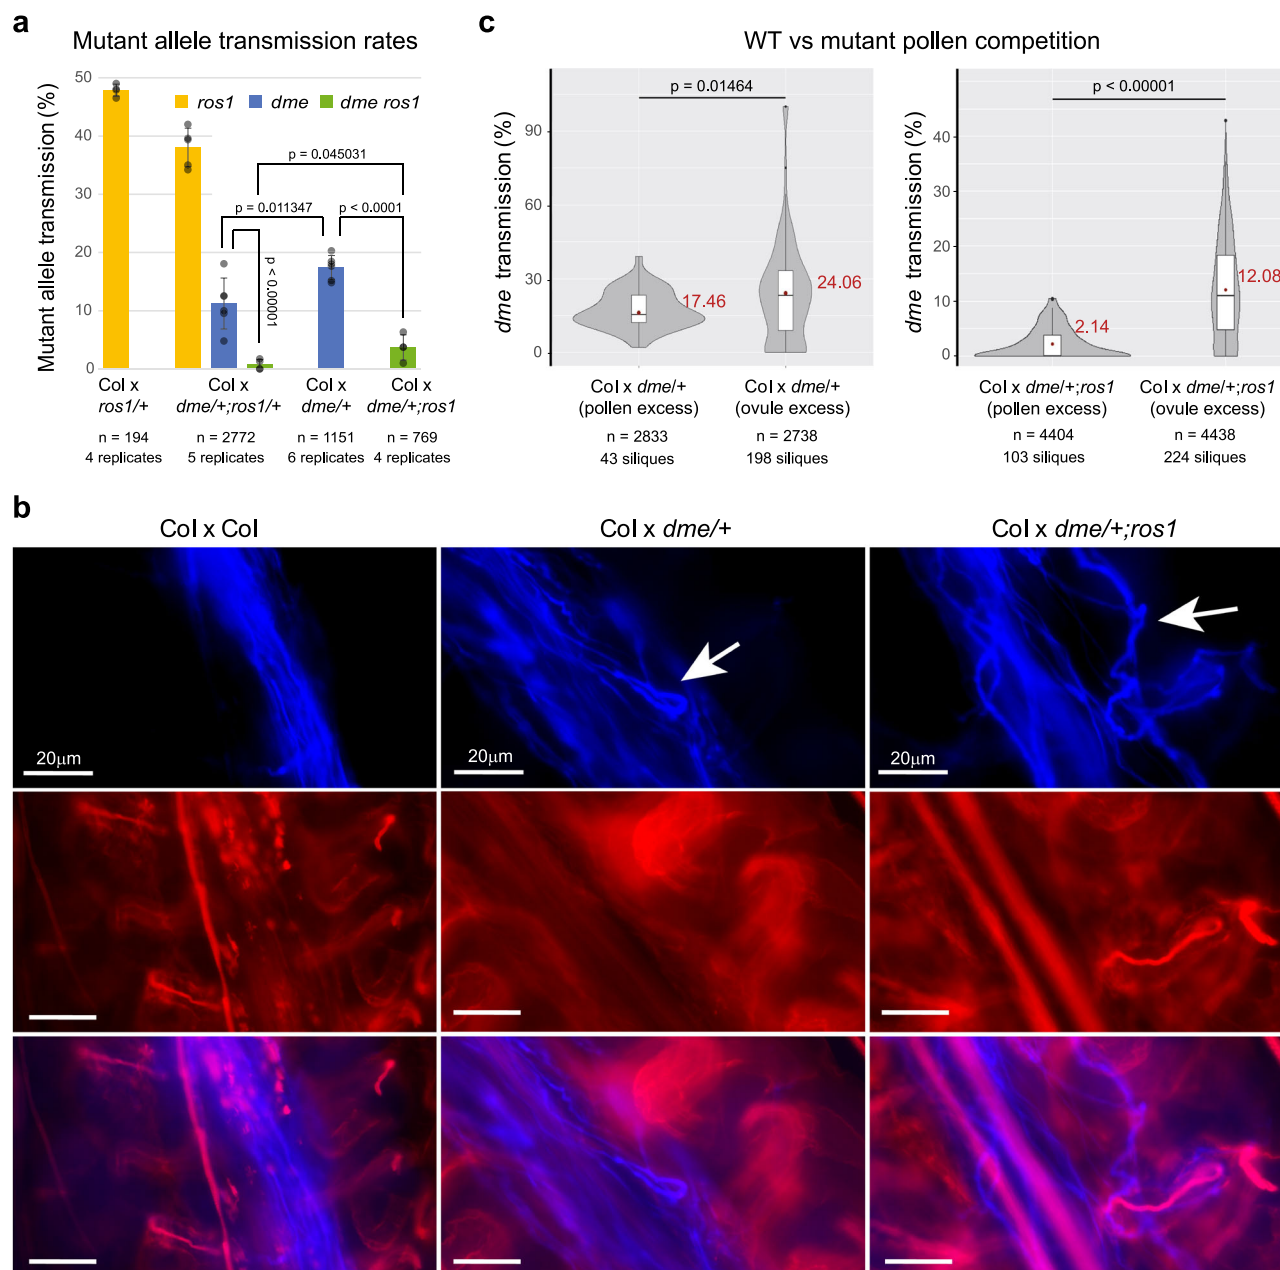 a
Mutant allele transmission rates
Mutant allele transmission (%)
50
40
30
20
10
0
ros1
dme
dme ros1
p = 0.045031
p = 0.011347
p < 0.0001
p < 0.00001
Col x
ros1/+
n = 194
4 replicates
Col x
dme/+;ros1/+
n = 2772
5 replicates
Col x
dme/+
n = 1151
6 replicates
Col x
dme/+;ros1
n = 769
4 replicates
c
WT vs mutant pollen competition
dme transmission (%)
90
60
30
0
p = 0.01464
17.46
24.06
Col x dme/+
(pollen excess)
n = 2833
43 siliques
Col x dme/+
(ovule excess)
n = 2738
198 siliques
dme transmission (%)
40
30
20
10
0
p < 0.00001
2.14
12.08
Col x dme/+;ros1
(pollen excess)
n = 4404
103 siliques
Col x dme/+;ros1
(ovule excess)
n = 4438
224 siliques
b
Col x Col
Col x dme/+
Col x dme/+;ros1
20µm
20µm
20µm